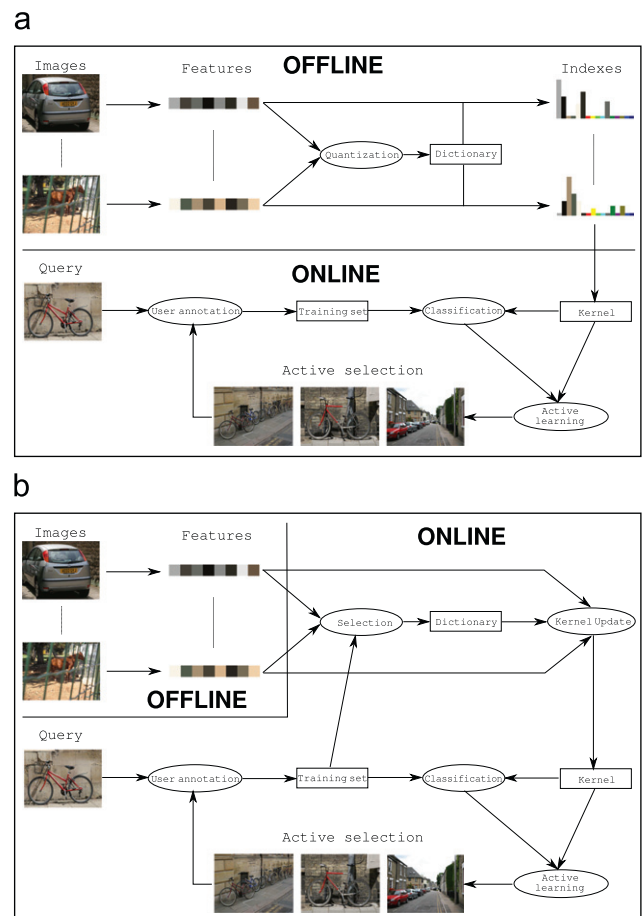 a
Images
Features
OFFLINE
Indexes
Quantization
Dictionary
Query
ONLINE
User annotation
Training set
Classification
Kernel
Active selection
Active
learning
b
Images
Features
ONLINE
Selection
Dictionary
Kernel Update
OFFLINE
Query
User annotation
Training set
Classification
Kernel
Active selection
Active
learning